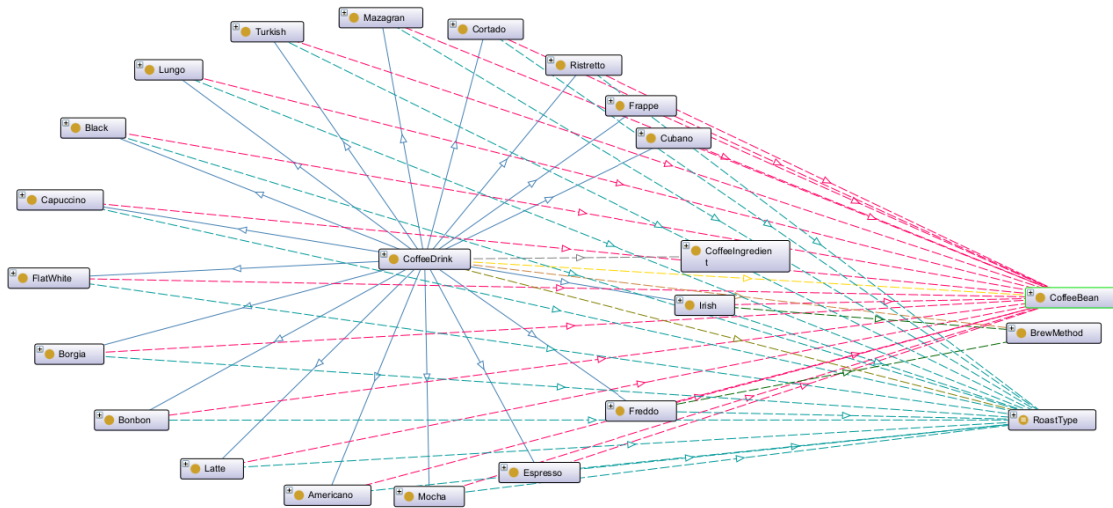 Mazagran
Turkish
Cortado
Lungo
Ristretto
Frappe
Black
Cubano
Capuccino
CoffeeDrink
CoffeeIngredien
t
FlatWhite
Irish
CoffeeBean
BrewMethod
Borgia
Bonbon
Freddo
RoastType
Latte
Espresso
Americano
Mocha